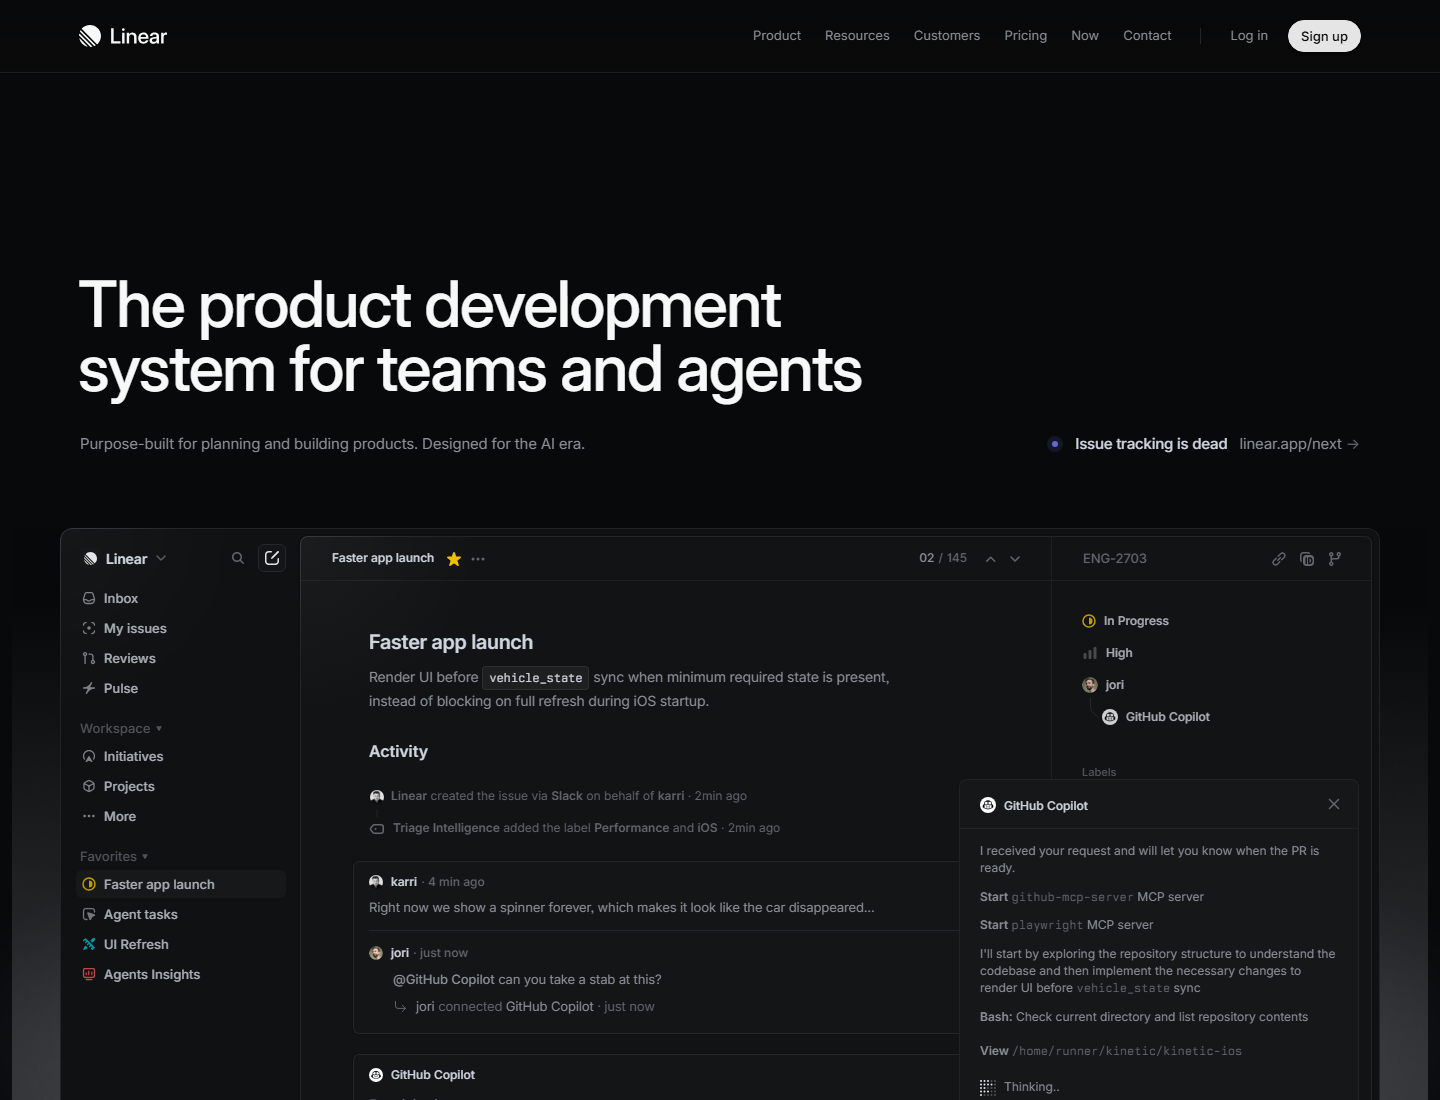 Linear
Product Resources Customers Pricing Now Contact Log in Sign up
The product development
system for teams and agents
Purpose-built for planning and building products. Designed for the AI era.
Issue tracking is dead linear.app/next →
Linear
Inbox
My issues
Reviews
Pulse
Workspace
Initiatives
Projects
More
Favorites
Faster app launch
Agent tasks
UI Refresh
Agents Insights
Faster app launch
02 / 145
Faster app launch
Render UI before vehicle_state sync when minimum required state is present,
instead of blocking on full refresh during iOS startup.
Activity
Linear created the issue via Slack on behalf of karri · 2min ago
Triage Intelligence added the label Performance and iOS · 2min ago
karri · 4 min ago
Right now we show a spinner forever, which makes it look like the car disappeared...
jori · just now
@GitHub Copilot can you take a stab at this?
jori connected GitHub Copilot · just now
GitHub Copilot
ENG-2703
In Progress
High
jori
GitHub Copilot
Labels
GitHub Copilot
I received your request and will let you know when the PR is
ready.
Start github-mcp-server MCP server
Start playwright MCP server
I'll start by exploring the repository structure to understand the
codebase and then implement the necessary changes to
render UI before vehicle_state sync
Bash: Check current directory and list repository contents
View /home/runner/kinetic/kinetic-ios
Thinking..